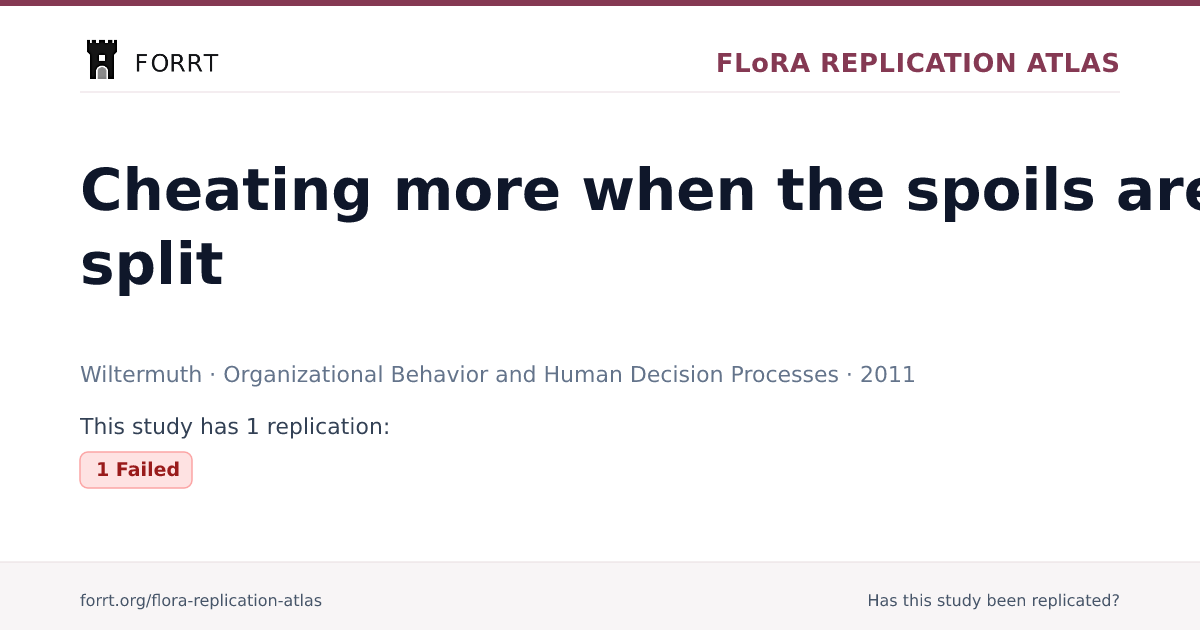 FORRT
FLoRA REPLICATION ATLAS
Cheating more when the spoils are
split
Wiltermuth · Organizational Behavior and Human Decision Processes · 2011
This study has 1 replication:
1 Failed
forrt.org/flora-replication-atlas
Has this study been replicated?